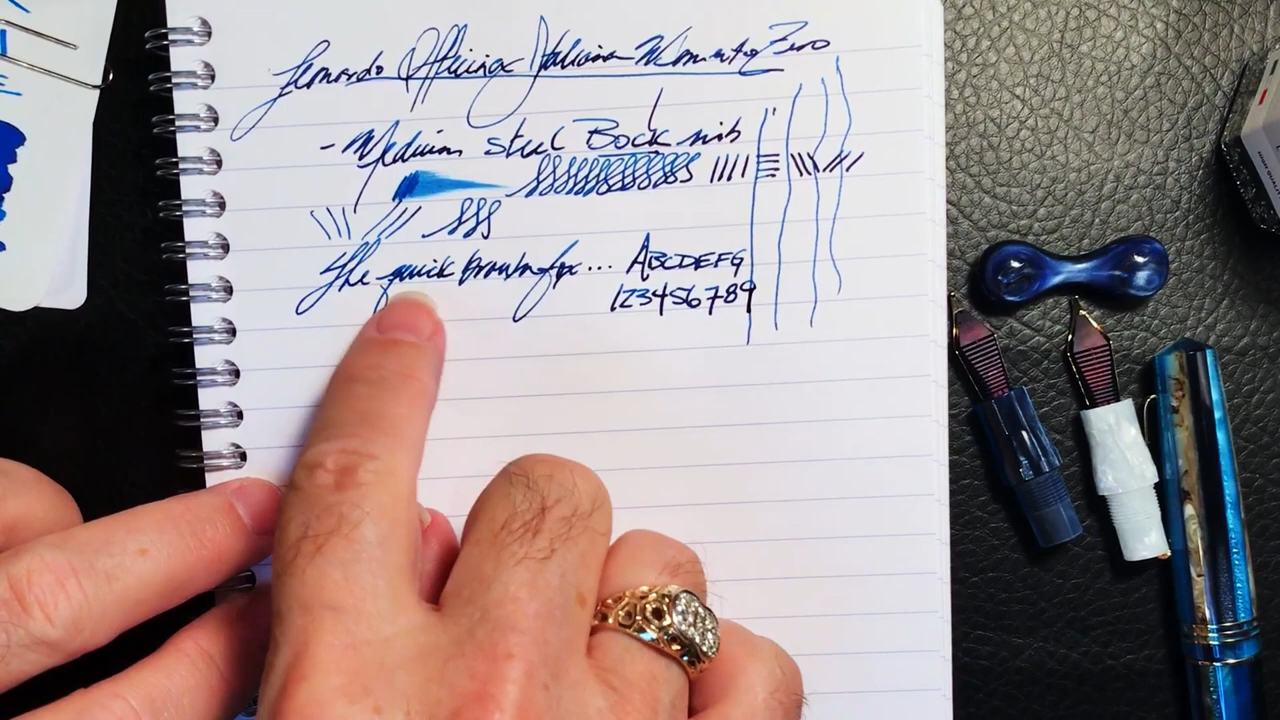 Leonardo Officina Italiana Momento Zero
- Medium steel Bock nib
The quick brown fox... ABCDEFG
123456789